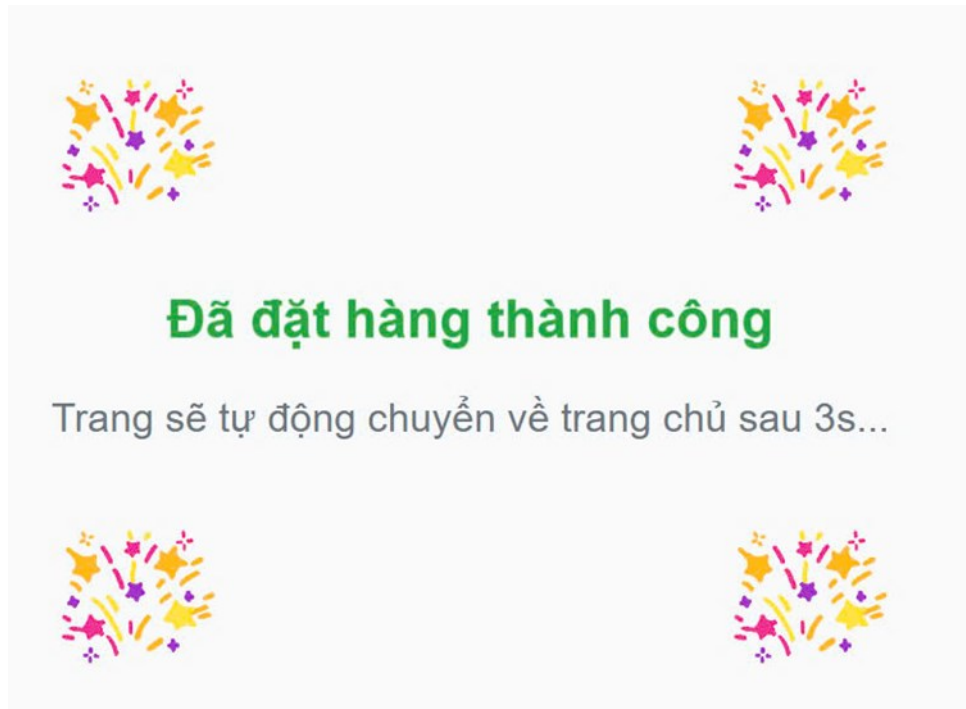 Đã đặt hàng thành công
Trang sẽ tự động chuyển về trang chủ sau 3s...